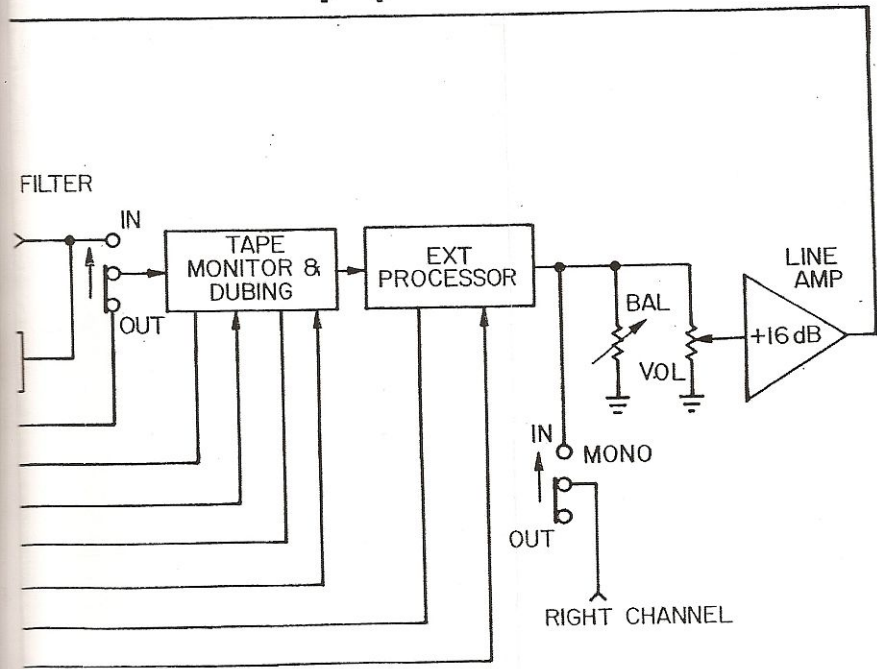 FILTER
IN
OUT
TAPE
MONITOR &
DUBING
EXT
PROCESSOR
BAL
VOL
LINE
AMP
+16 dB
IN
MONO
OUT
RIGHT CHANNEL